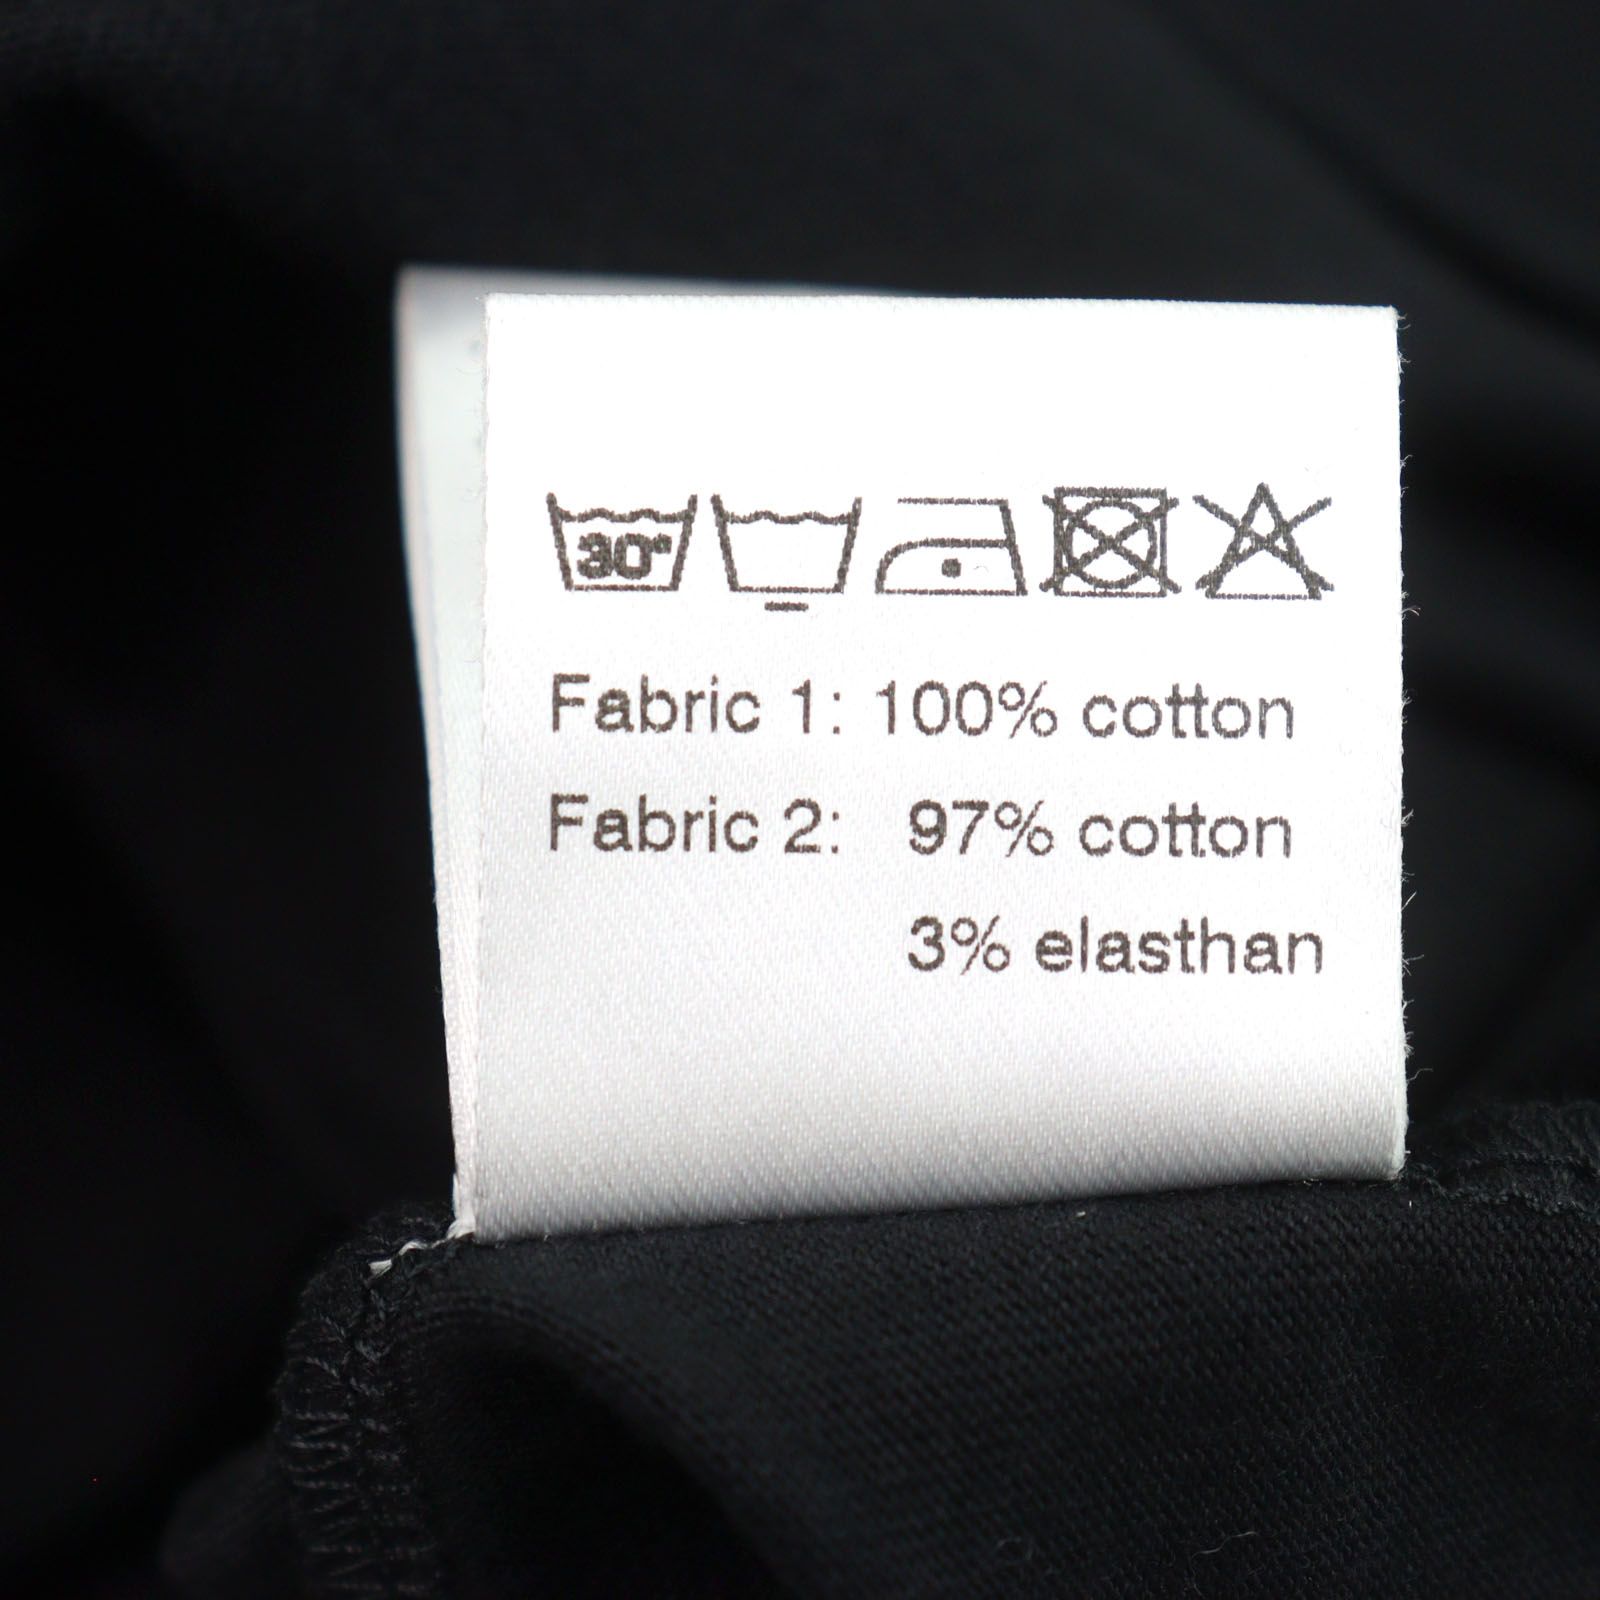 30°
Fabric 1: 100% cotton
Fabric 2: 97% cotton
3% elasthan